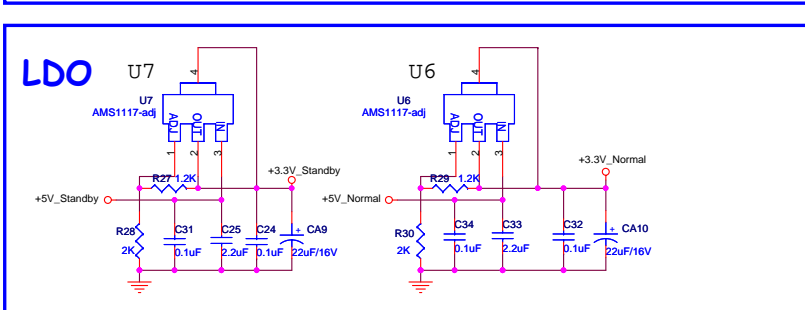 LDO
U7
U7
AMS1117-adj
4
ADJ
OUT
IN
1
2
3
R27 1.2K
+3.3V_Standby
+5V_Standby
R28
2K
C31
0.1uF
C25
2.2uF
C24
0.1uF
+
CA9
22uF/16V
U6
U6
AMS1117-adj
4
ADJ
OUT
IN
1
2
3
R29 1.2K
+3.3V_Normal
+5V_Normal
R30
2K
C34
0.1uF
C33
2.2uF
C32
0.1uF
+
CA10
22uF/16V